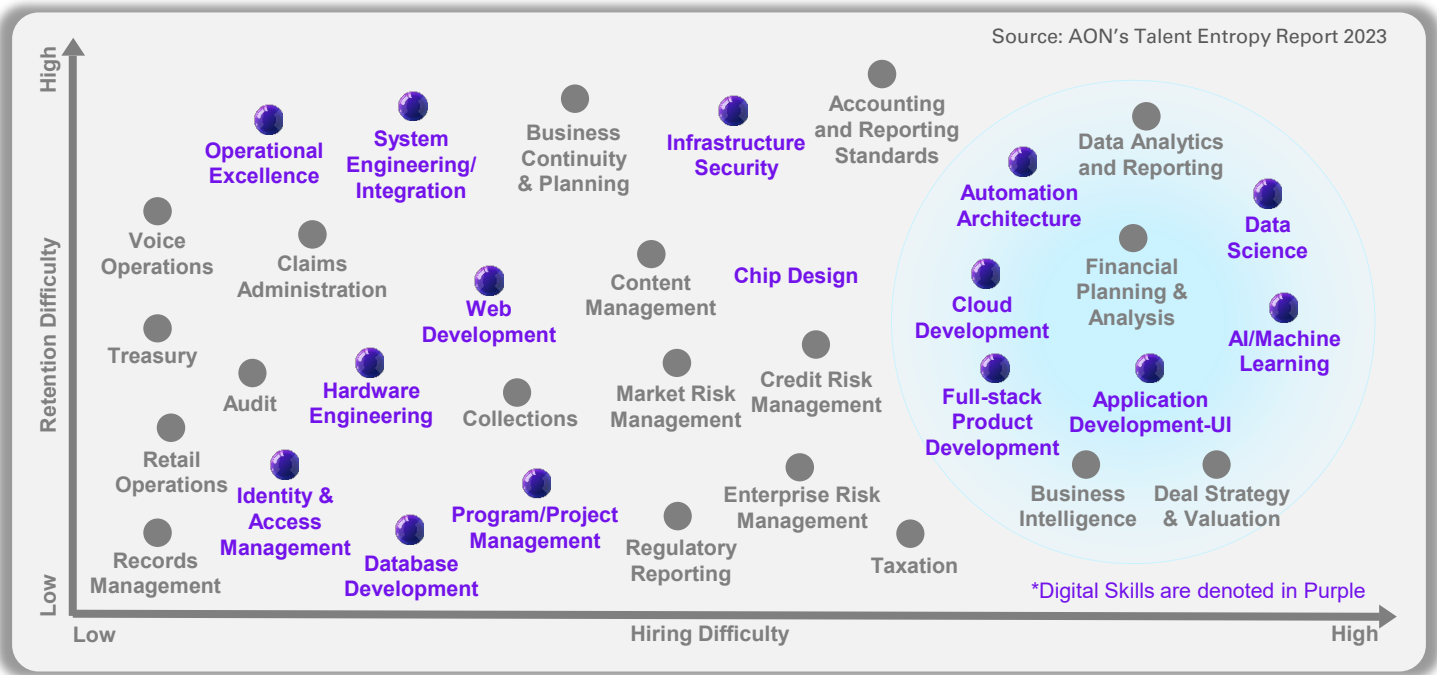 Source: AON's Talent Entropy Report 2023
High
Retention Difficulty
Low
Operational
Excellence
System
Engineering/
Integration
Business
Continuity
& Planning
Infrastructure
Security
Accounting
and Reporting
Standards
Data Analytics
and Reporting
Automation
Architecture
Data
Science
Voice
Operations
Claims
Administration
Web
Development
Content
Management
Chip Design
Cloud
Development
Financial
Planning &
Analysis
AI/Machine
Learning
Treasury
Audit
Hardware
Engineering
Collections
Market Risk
Management
Credit Risk
Management
Full-stack
Product
Development
Application
Development-UI
Retail
Operations
Identity &
Access
Management
Program/Project
Management
Enterprise Risk
Management
Business
Intelligence
Deal Strategy
& Valuation
Records
Management
Database
Development
Regulatory
Reporting
Taxation
*Digital Skills are denoted in Purple
Low
Hiring Difficulty
High